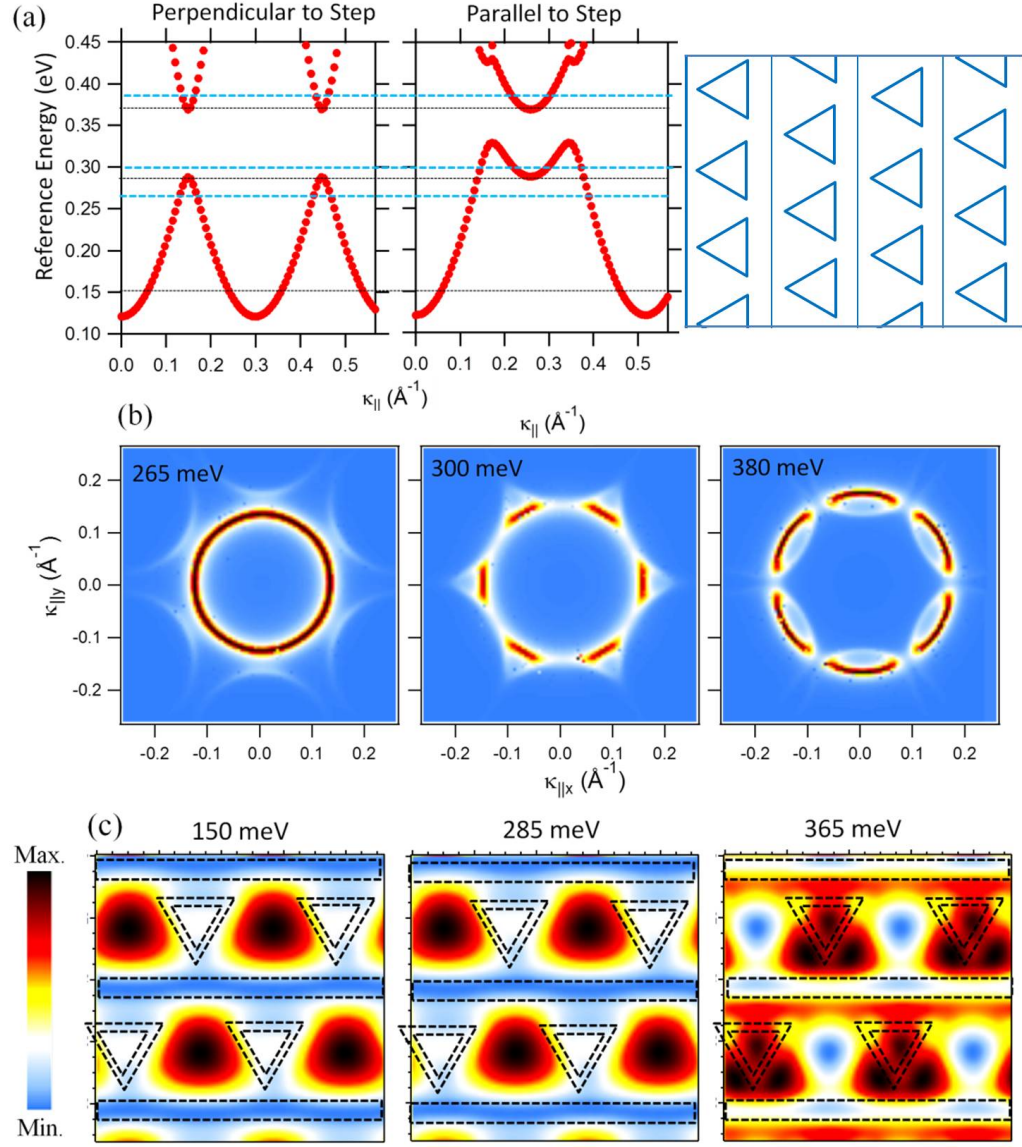 (a)
Perpendicular to Step
Parallel to Step
Reference Energy (eV)
0.45
0.40
0.35
0.30
0.25
0.20
0.15
0.10
0.0 0.1 0.2 0.3 0.4 0.5
0.0 0.1 0.2 0.3 0.4 0.5
κ|| (Å⁻¹)
κ|| (Å⁻¹)
(b)
265 meV
300 meV
380 meV
κ||y (Å⁻¹)
0.2
0.1
0.0
-0.1
-0.2
-0.2 -0.1 0.0 0.1 0.2
-0.2 -0.1 0.0 0.1 0.2
-0.2 -0.1 0.0 0.1 0.2
κ||x (Å⁻¹)
(c)
150 meV
285 meV
365 meV
Max.
Min.